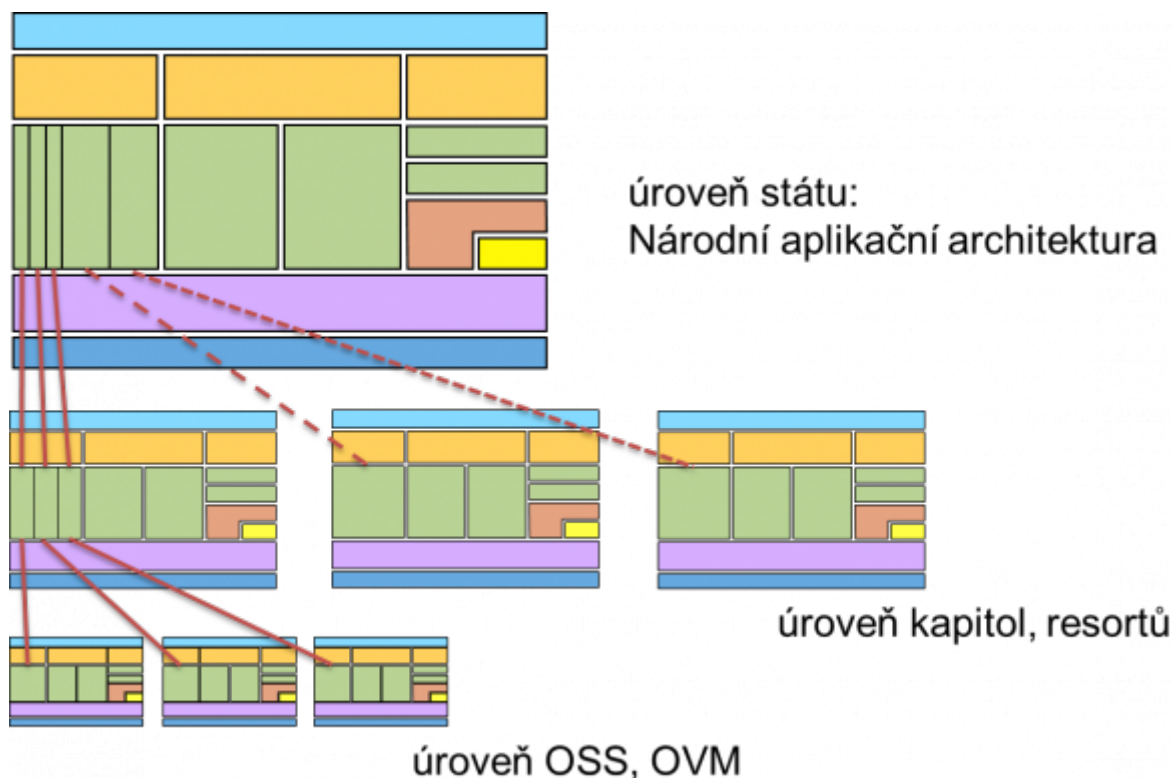 úroveň státu:
Národní aplikační architektura
úroveň kapitol, resortů
úroveň OSS, OVM